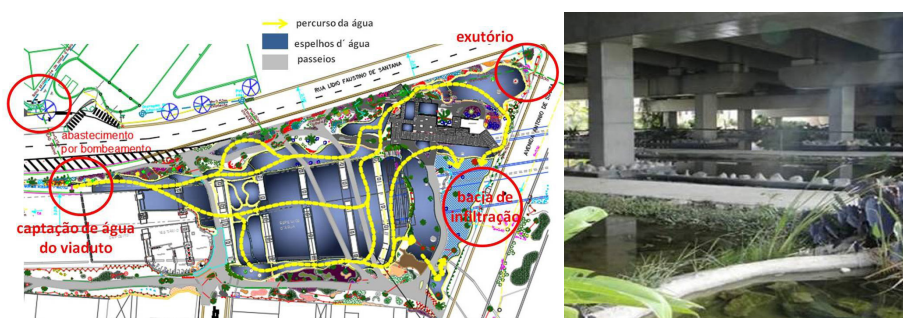 percurso da água
espelhos d´ água
passeios
exutório
RUA LIDIO FAUSTINO DE SANTANA
abastecimento
por bombeamento
captação de água
do viaduto
bacia de
infiltração